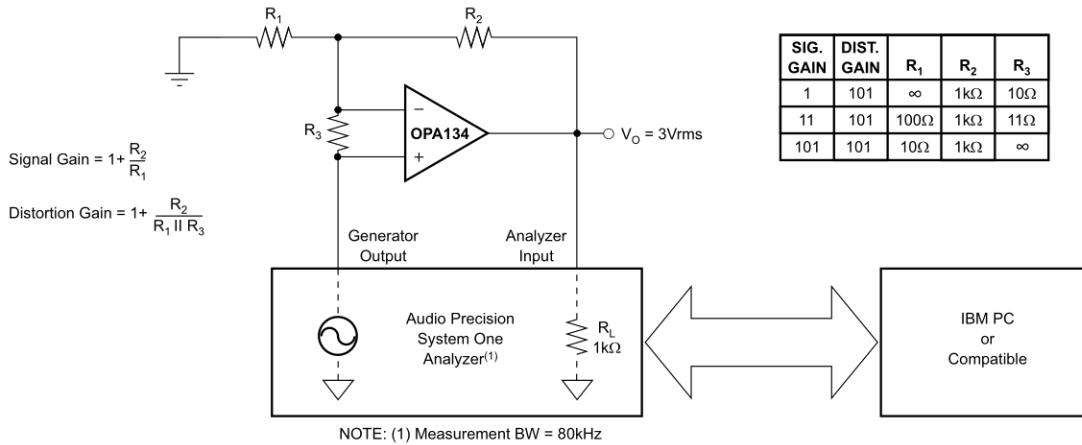 R1
R2
SIG. GAIN DIST. GAIN R1 R2 R3
1 101 ∞ 1kΩ 10Ω
11 101 100Ω 1kΩ 11Ω
101 101 10Ω 1kΩ ∞
R3
−
OPA134
+
VO = 3Vrms
Signal Gain = 1+ R2/R1
Distortion Gain = 1+ R2/R1 II R3
Generator
Output
Analyzer
Input
Audio Precision
System One
Analyzer(1)
RL
1kΩ
IBM PC
or
Compatible
NOTE: (1) Measurement BW = 80kHz